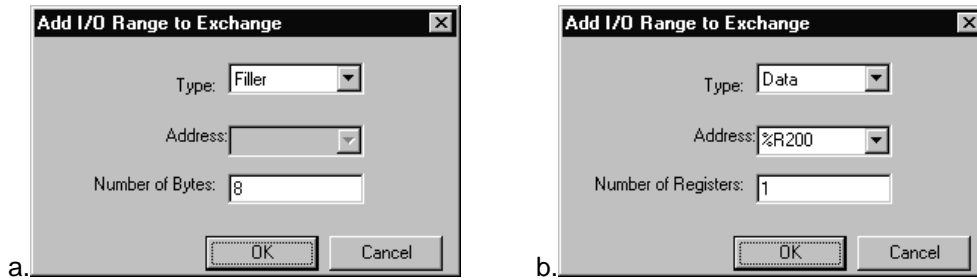 Add I/O Range to Exchange
Type: Filler
Address:
Number of Bytes: 8
OK Cancel
a.
Add I/O Range to Exchange
Type: Data
Address: %R200
Number of Registers: 1
OK Cancel
b.